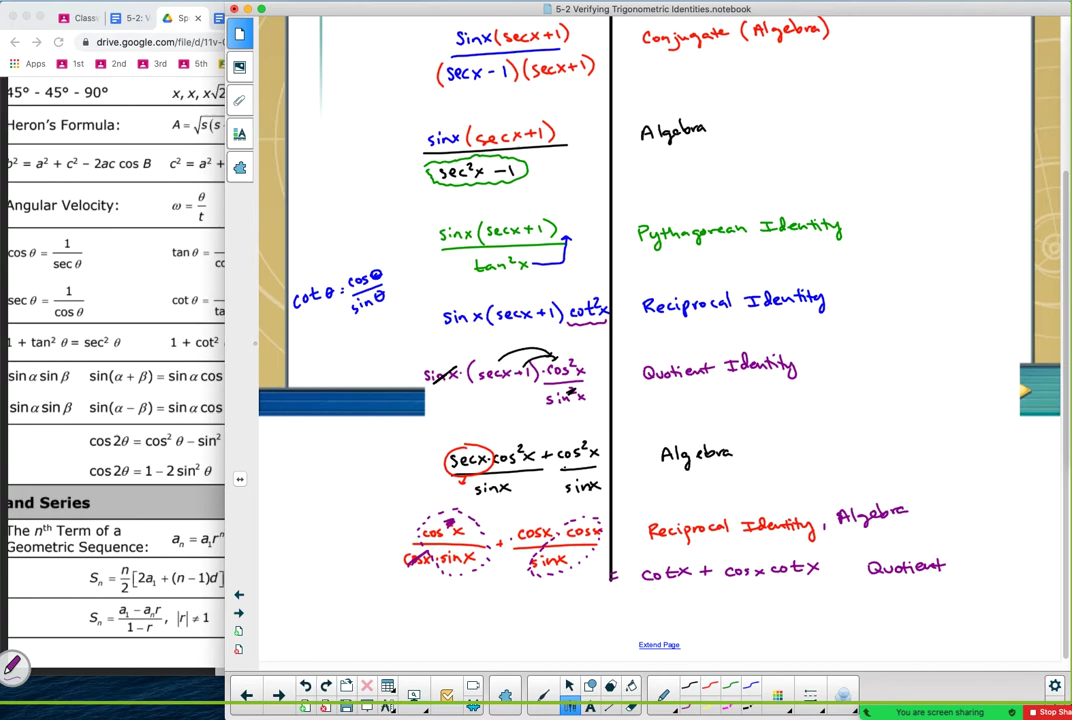 5-2 Verifying Trigonometric Identities.notebook
Class
5-2: V
Sp
drive.google.com/file/d/11v-
Apps 1st 2nd 3rd 5th
45° - 45° - 90° x, x, x√2
Heron's Formula: A = √s(s
b² = a² + c² − 2ac cos B c² = a² +
Angular Velocity: ω = θ/t
cos θ = 1/sec θ tan θ =
sec θ = 1/cos θ cot θ =
1 + tan² θ = sec² θ 1 + cot²
sin α sin β sin(α + β) = sin α cos
sin α sin β sin(α − β) = sin α cos
cos 2θ = cos² θ − sin²
cos 2θ = 1 − 2 sin² θ
and Series
The nth Term of a
Geometric Sequence: aₙ = a₁rⁿ
Sₙ = n/2[2a₁ + (n − 1)d]
Sₙ = (a₁ − aₙr)/(1 − r), |r| ≠ 1
sinx(secx+1)/(secx−1)(secx+1) Conjugate (Algebra)
sinx(secx+1)/sec²x −1 Algebra
sinx(secx+1)/tan²x Pythagorean Identity
cot θ = cosθ/sinθ
sinx(secx+1)cot²x Reciprocal Identity
sinx·(secx+1)·cos²x/sin²x Quotient Identity
secx·cos²x/sinx + cos²x/sinx Algebra
cos²x/cosx·sinx + cosx·cosx/sinx Reciprocal Identity, Algebra
= cotx + cosx cotx Quotient
Extend Page
You are screen sharing
Stop Sha